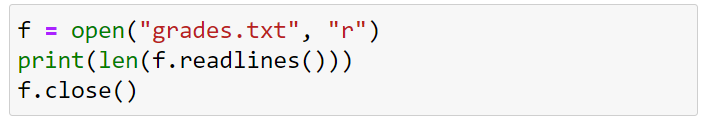 f = open("grades.txt", "r")
print(len(f.readlines()))
f.close()